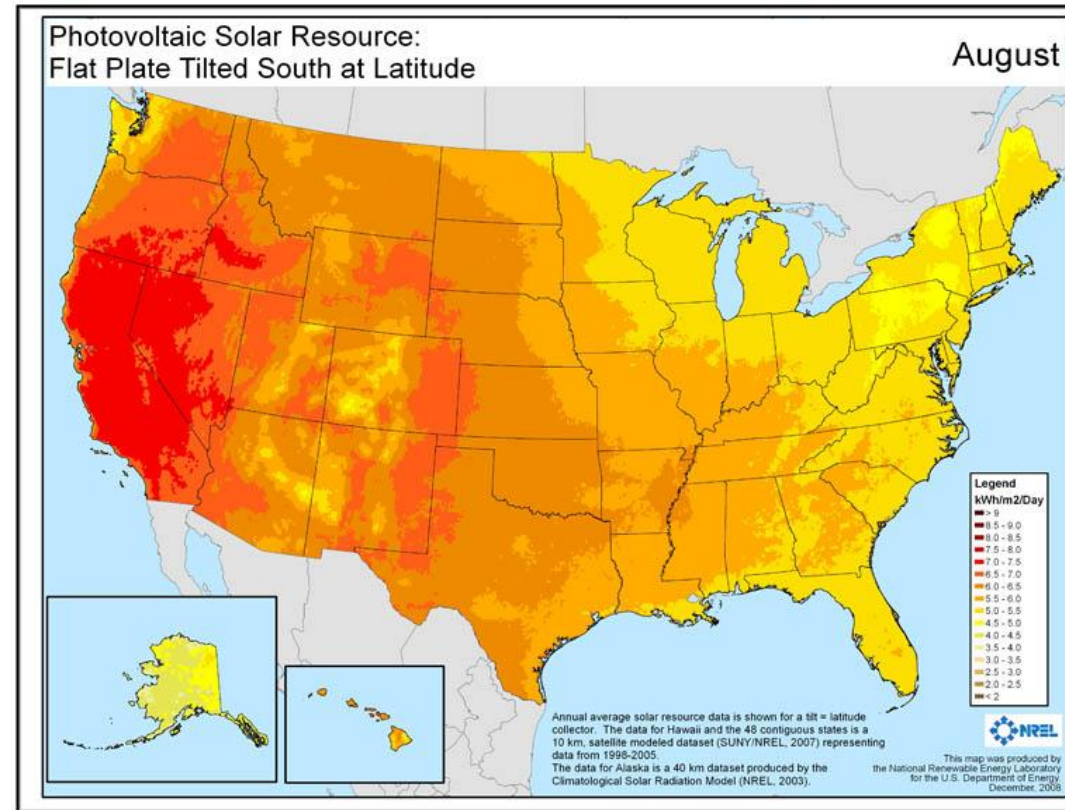 Photovoltaic Solar Resource:
Flat Plate Tilted South at Latitude
August
Legend
kWh/m2/Day
> 9
8.5 - 9.0
8.0 - 8.5
7.5 - 8.0
7.0 - 7.5
6.5 - 7.0
6.0 - 6.5
5.5 - 6.0
5.0 - 5.5
4.5 - 5.0
4.0 - 4.5
3.5 - 4.0
3.0 - 3.5
2.5 - 3.0
2.0 - 2.5
< 2
Annual average solar resource data is shown for a tilt = latitude
collector. The data for Hawaii and the 48 contiguous states is a
10 km, satellite modeled dataset (SUNY/NREL, 2007) representing
data from 1998-2005.
The data for Alaska is a 40 km dataset produced by the
Climatological Solar Radiation Model (NREL, 2003).
NREL
This map was produced by
the National Renewable Energy Laboratory
for the U.S. Department of Energy.
December, 2008